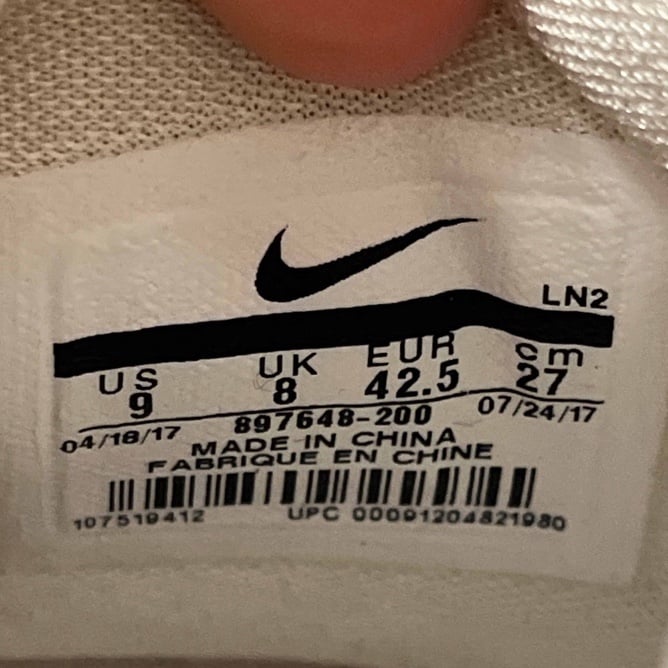 LN2
US UK EUR cm
9 8 42.5 27
897648-200
04/18/17 07/24/17
MADE IN CHINA
FABRIQUE EN CHINE
107519412 UPC 00091204821980